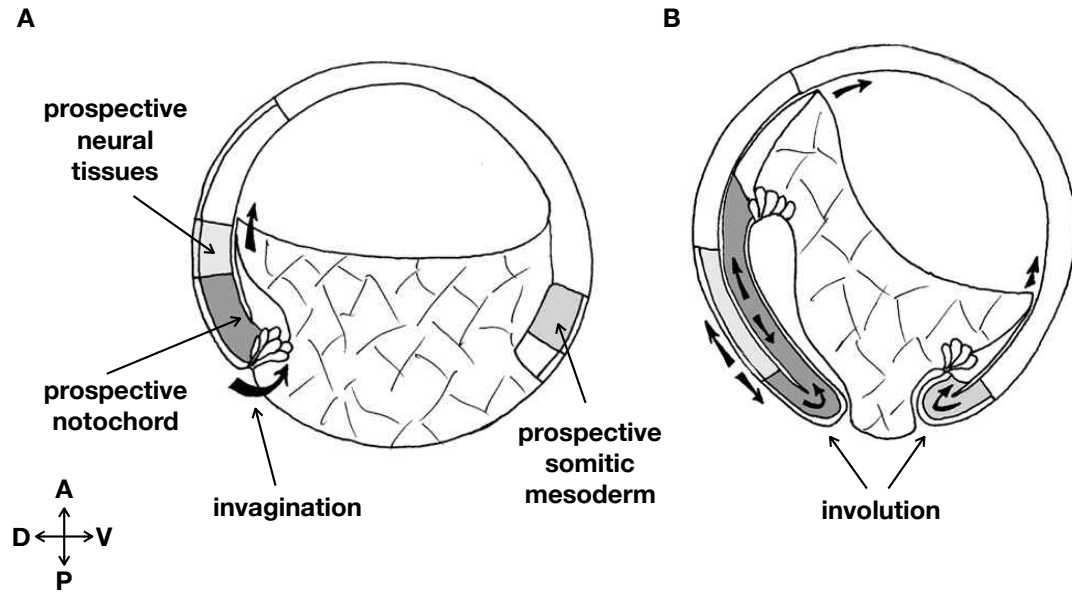 A
B
prospective
neural
tissues
prospective
notochord
invagination
prospective
somitic
mesoderm
involution
A
D V
P